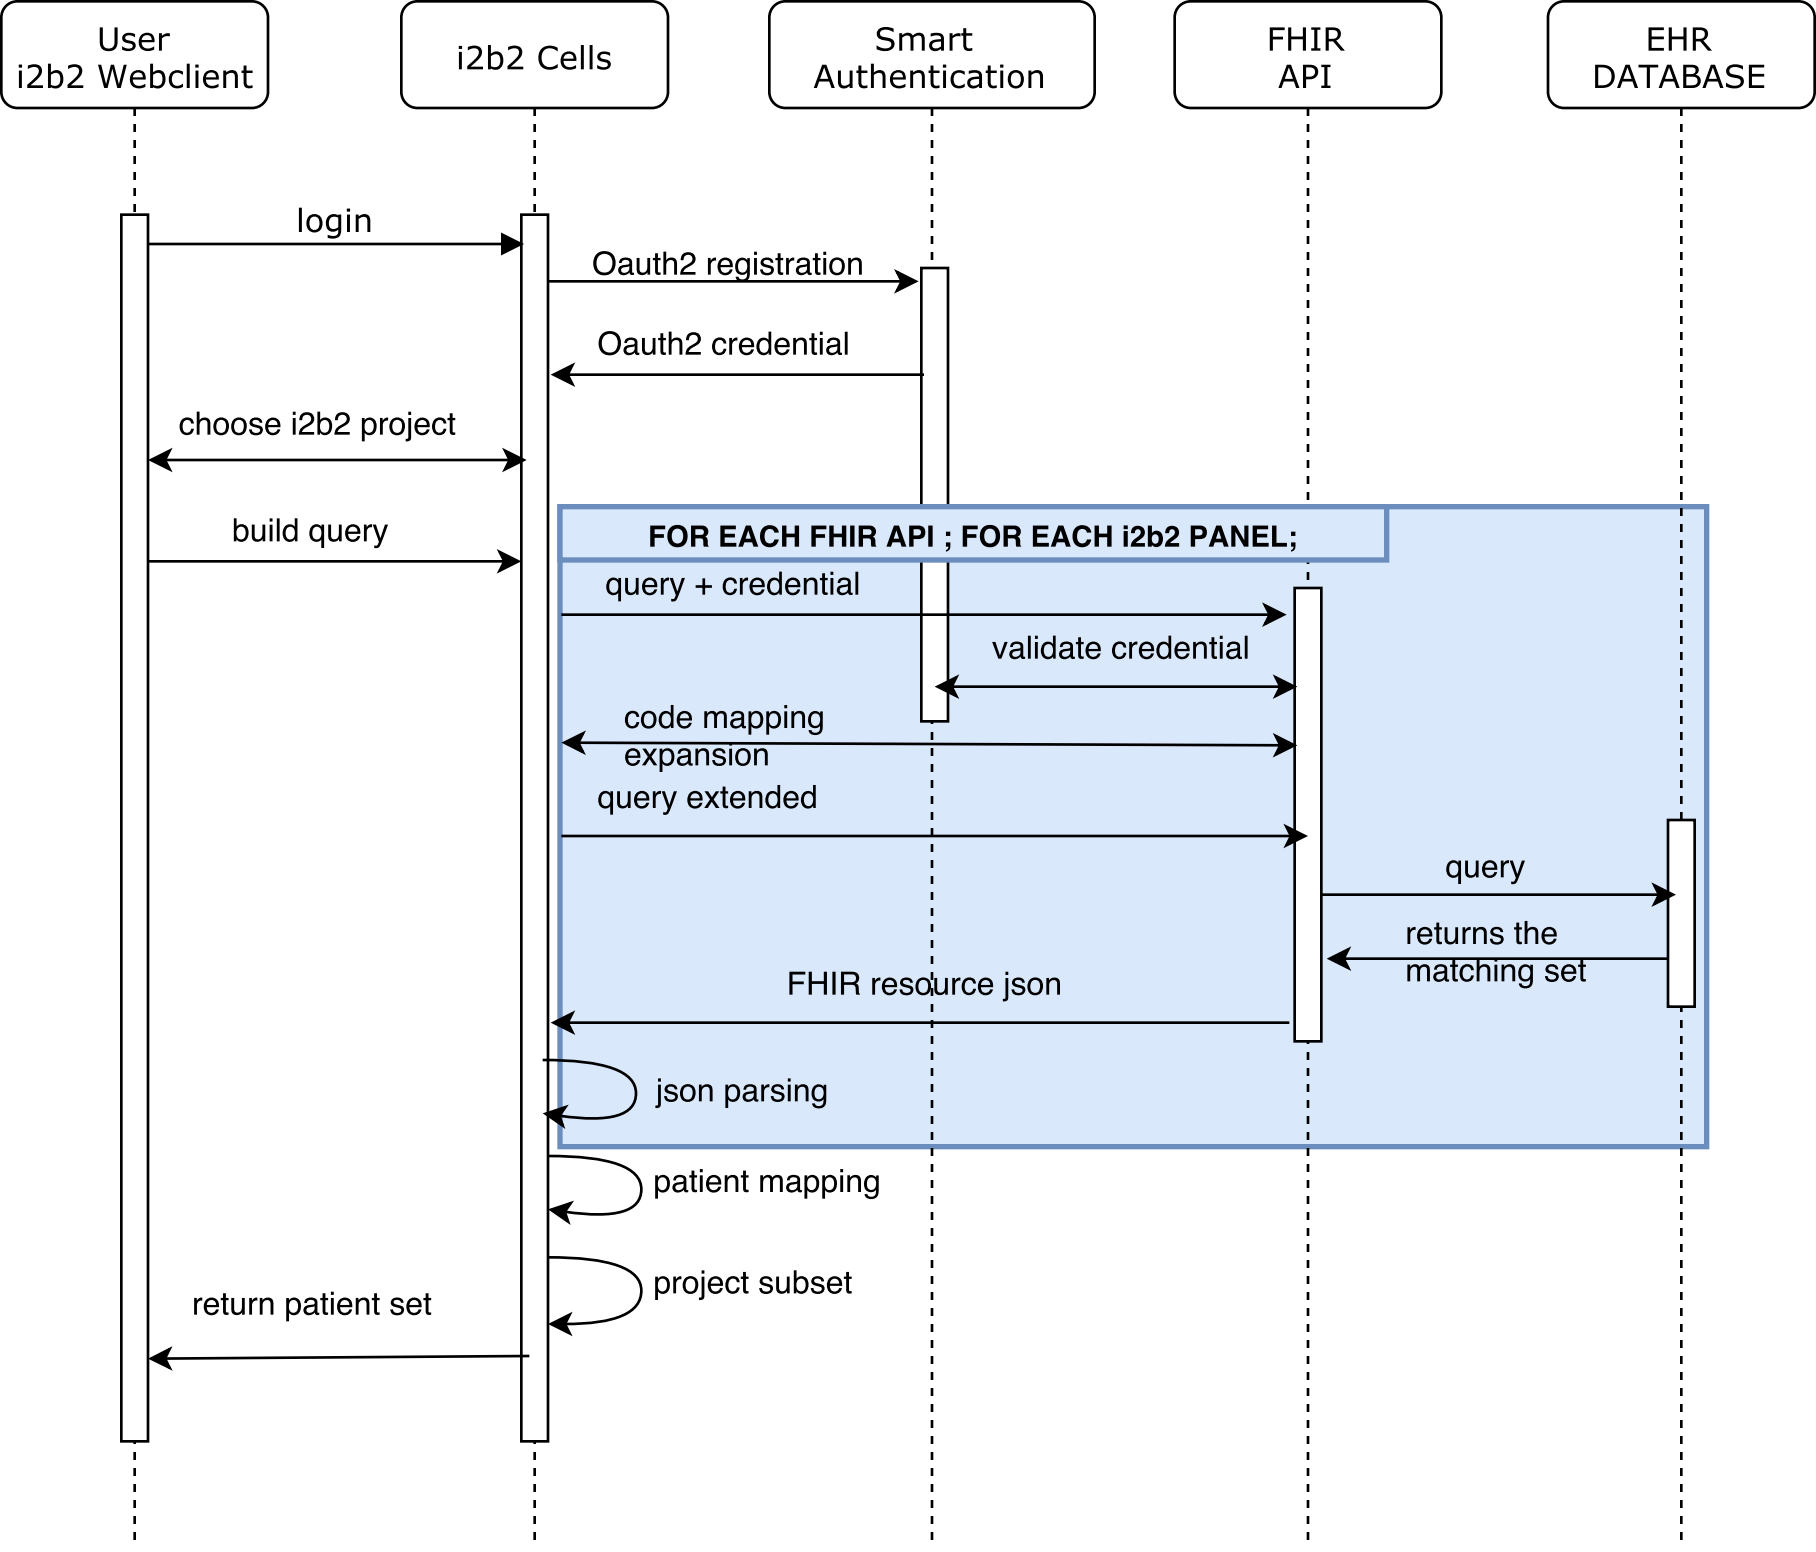 User
i2b2 Webclient
i2b2 Cells
Smart
Authentication
FHIR
API
EHR
DATABASE
login
Oauth2 registration
Oauth2 credential
choose i2b2 project
build query
FOR EACH FHIR API ; FOR EACH i2b2 PANEL;
query + credential
validate credential
code mapping
expansion
query extended
query
returns the
matching set
FHIR resource json
json parsing
patient mapping
project subset
return patient set